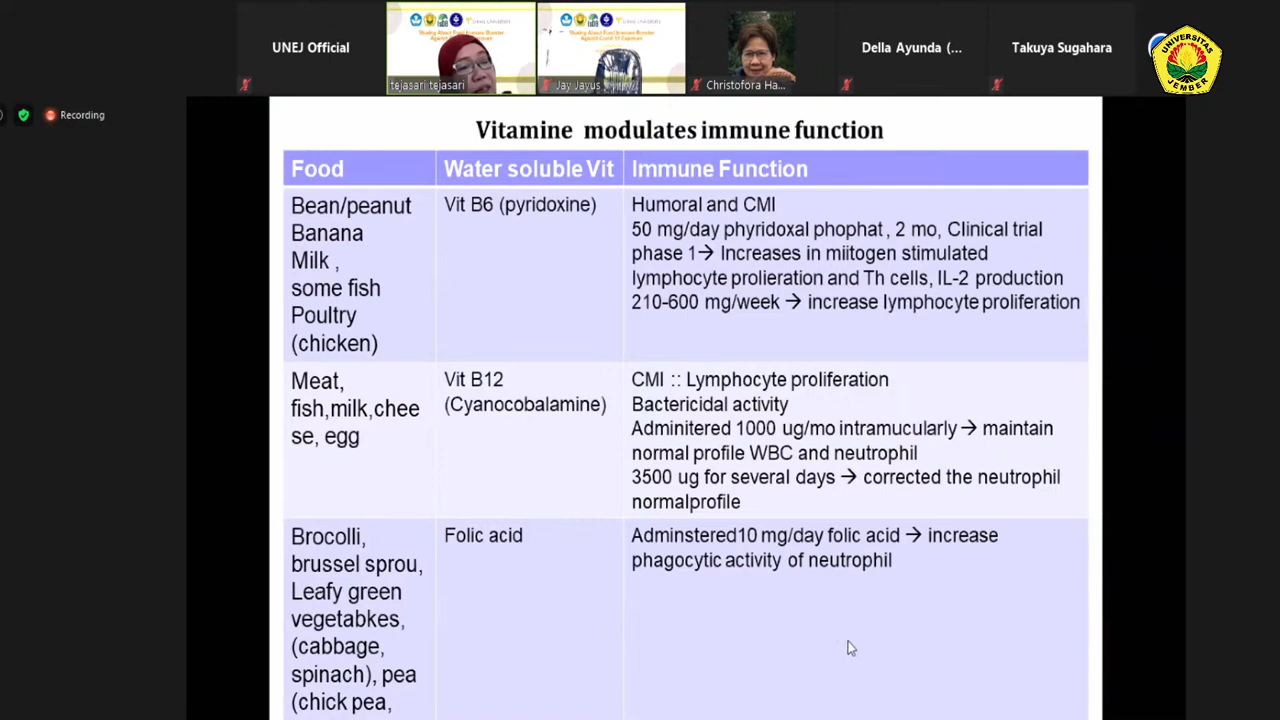 UNEJ Official
tejasari tejasari
Jay Jayus
Christofora Ha...
Della Ayunda (...
Takuya Sugahara
UNIVERSITAS
JEMBER
Recording
Vitamine modulates immune function
Food
Water soluble Vit
Immune Function
Bean/peanut
Banana
Milk ,
some fish
Poultry
(chicken)
Vit B6 (pyridoxine)
Humoral and CMI
50 mg/day phyridoxal phophat , 2 mo, Clinical trial
phase 1→ Increases in miitogen stimulated
lymphocyte prolieration and Th cells, IL-2 production
210-600 mg/week → increase lymphocyte proliferation
Meat,
fish,milk,chee
se, egg
Vit B12
(Cyanocobalamine)
CMI :: Lymphocyte proliferation
Bactericidal activity
Adminitered 1000 ug/mo intramucularly → maintain
normal profile WBC and neutrophil
3500 ug for several days → corrected the neutrophil
normalprofile
Brocolli,
brussel sprou,
Leafy green
vegetabkes,
(cabbage,
spinach), pea
(chick pea,
Folic acid
Adminstered10 mg/day folic acid → increase
phagocytic activity of neutrophil